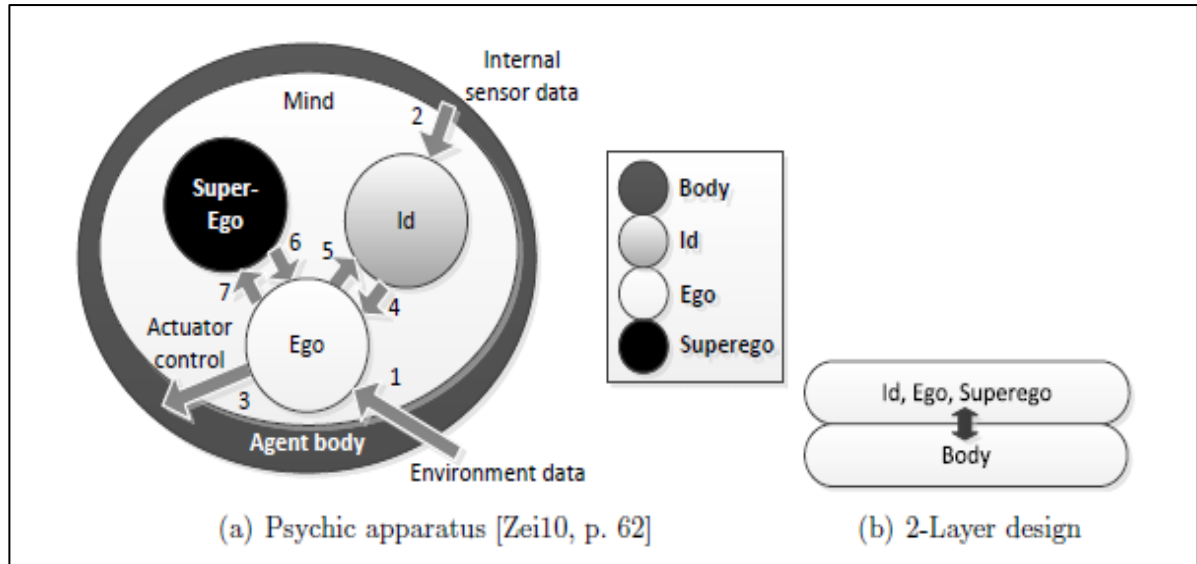 Internal
sensor data
Mind
2
Super-
Ego
Id
6
5
7
4
Actuator
control
Ego
1
3
Agent body
Environment data
Body
Id
Ego
Superego
Id, Ego, Superego
Body
(a) Psychic apparatus [Zei10, p. 62]
(b) 2-Layer design